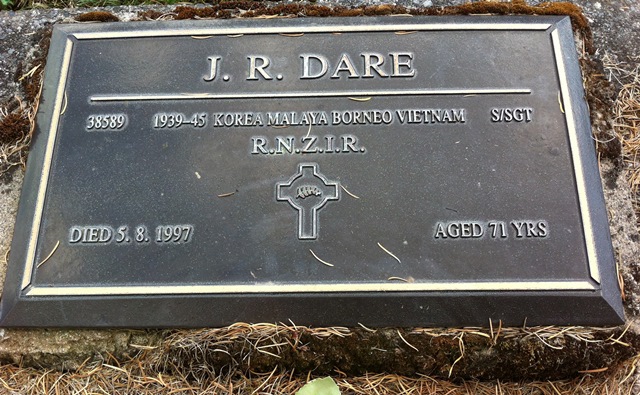 J. R. DARE
38589 1939-45 KOREA MALAYA BORNEO VIETNAM S/SGT
R.N.Z.I.R.
DIED 5. 8. 1997 AGED 71 YRS